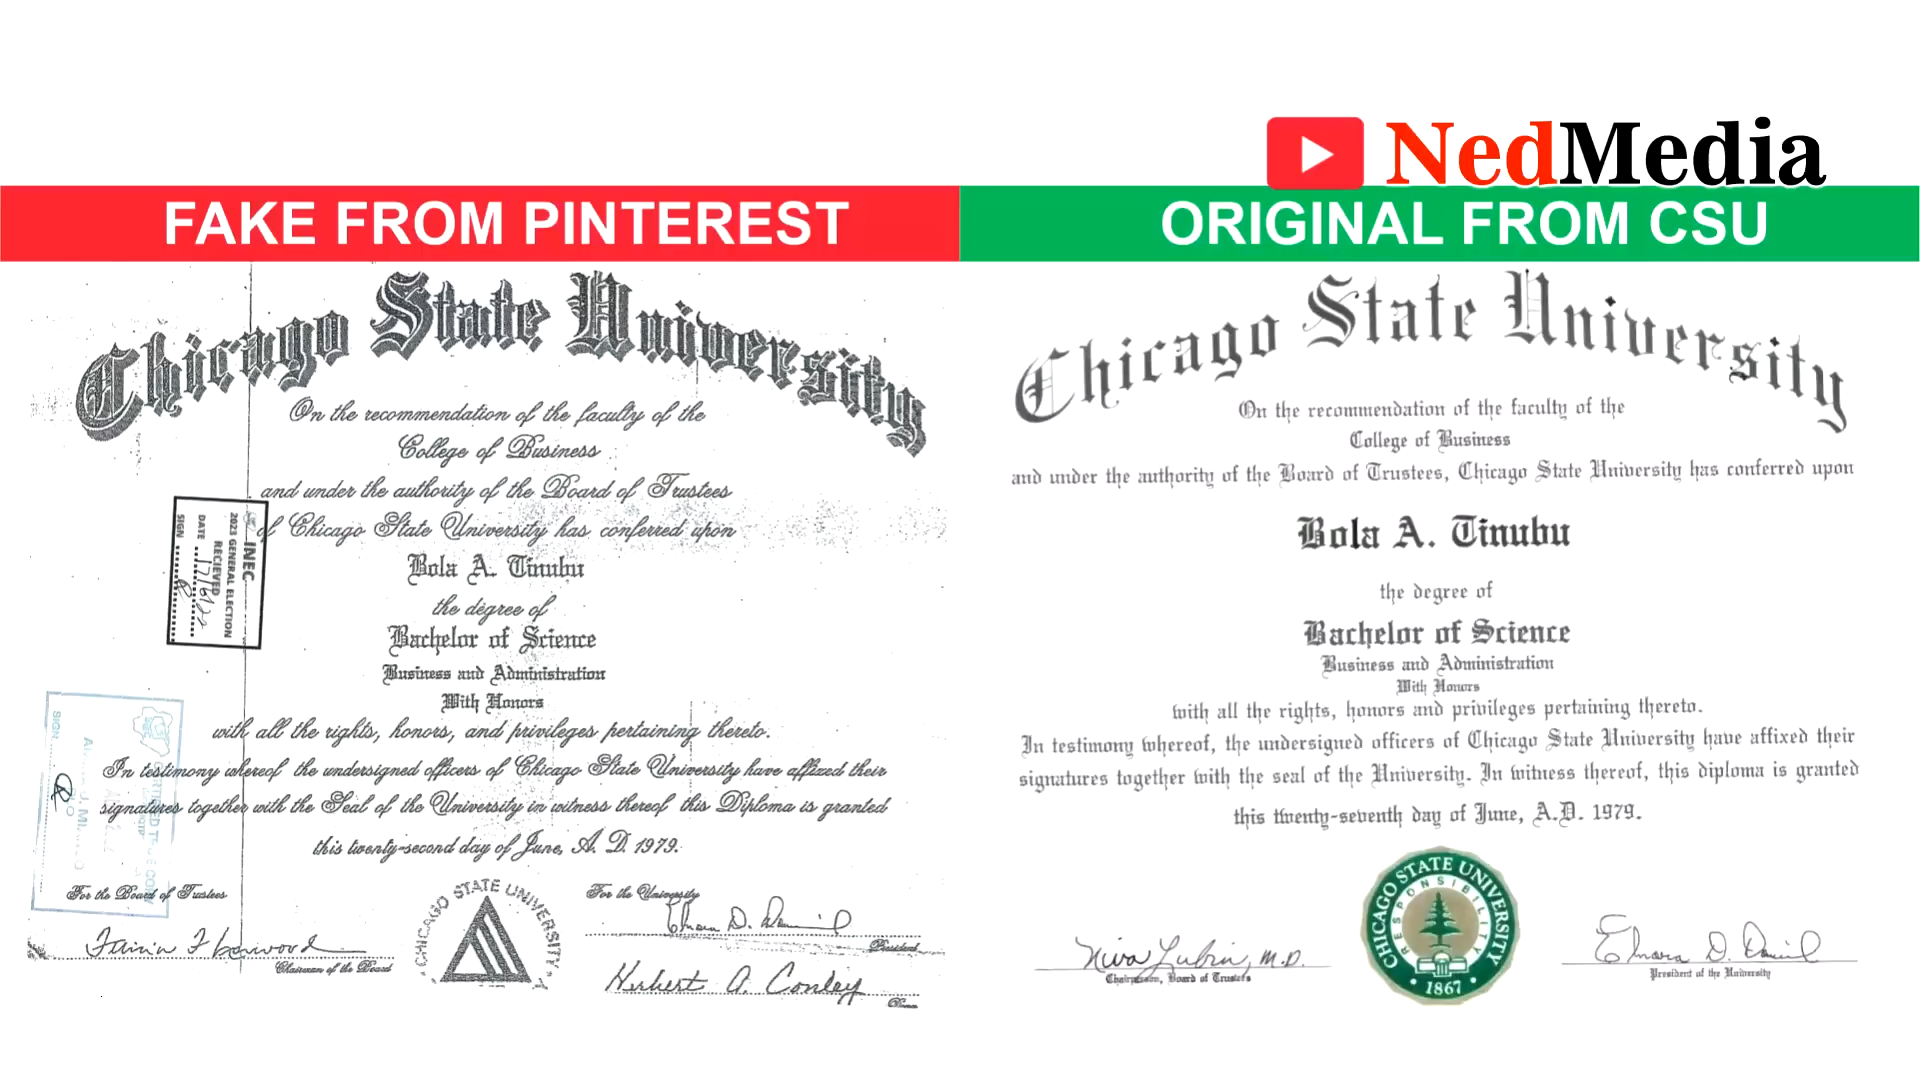 NedMedia
FAKE FROM PINTEREST
Chicago State University
On the recommendation of the faculty of the
College of Business
and under the authority of the Board of Trustees
of Chicago State University has conferred upon
Bola A. Tinubu
the degree of
Bachelor of Science
Business and Administration
With Honors
with all the rights, honors, and privileges pertaining thereto.
In testimony whereof the undersigned officers of Chicago State University have affixed their
signatures together with the Seal of the University in witness thereof this Diploma is granted
this twenty-second day of June, A. D. 1979.
INEC
2023 GENERAL ELECTION
RECIEVED
DATE
SIGN
SIGN
For the Board of Trustees
Chairman of the Board
CHICAGO STATE UNIVERSITY
For the University
Elnora D. Daniel
President
Herbert A. Conley
ORIGINAL FROM CSU
Chicago State University
On the recommendation of the faculty of the
College of Business
and under the authority of the Board of Trustees, Chicago State University has conferred upon
Bola A. Tinubu
the degree of
Bachelor of Science
Business and Administration
With Honors
with all the rights, honors and privileges pertaining thereto.
In testimony whereof, the undersigned officers of Chicago State University have affixed their
signatures together with the seal of the University. In witness thereof, this diploma is granted
this twenty-seventh day of June, A.D. 1979.
Niva Lubin, M.D.
Chairperson, Board of Trustees
CHICAGO STATE UNIVERSITY
RESPONSIBILITY
1867
Elnora D. Daniel
President of the University